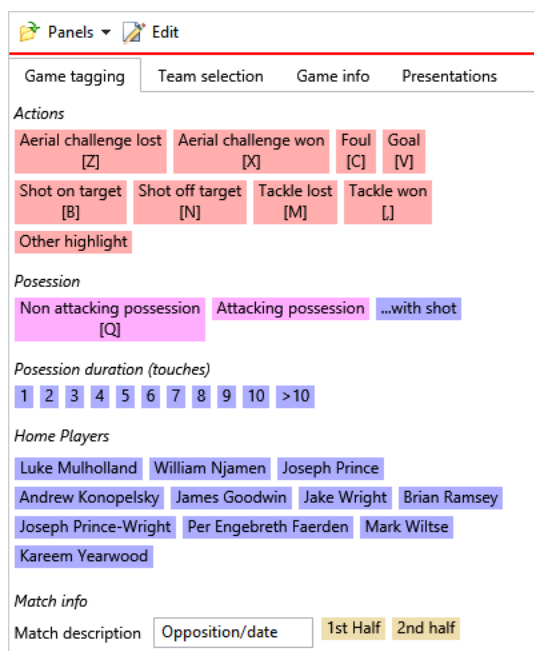 Panels Edit
Game tagging Team selection Game info Presentations
Actions
Aerial challenge lost Aerial challenge won Foul Goal
[Z] [X] [C] [V]
Shot on target Shot off target Tackle lost Tackle won
[B] [N] [M] [,]
Other highlight
Posession
Non attacking possession Attacking possession ...with shot
[Q]
Posession duration (touches)
1 2 3 4 5 6 7 8 9 10 >10
Home Players
Luke Mulholland William Njamen Joseph Prince
Andrew Konopelsky James Goodwin Jake Wright Brian Ramsey
Joseph Prince-Wright Per Engebreth Faerden Mark Wiltse
Kareem Yearwood
Match info
Match description Opposition/date 1st Half 2nd half